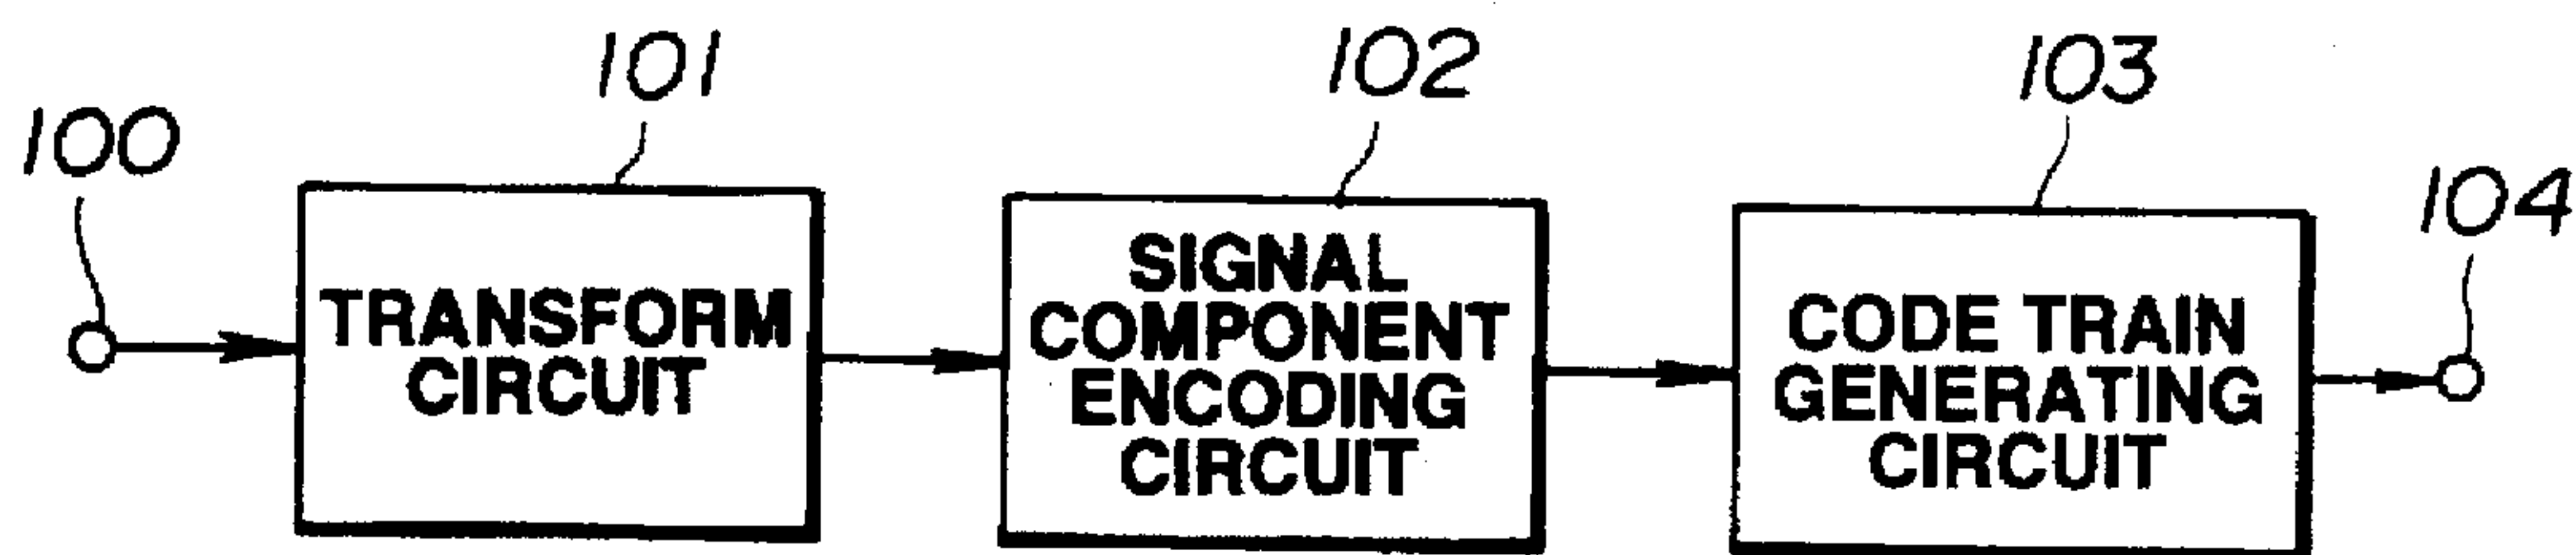 100
101
102
103
104
TRANSFORM
CIRCUIT
SIGNAL
COMPONENT
ENCODING
CIRCUIT
CODE TRAIN
GENERATING
CIRCUIT